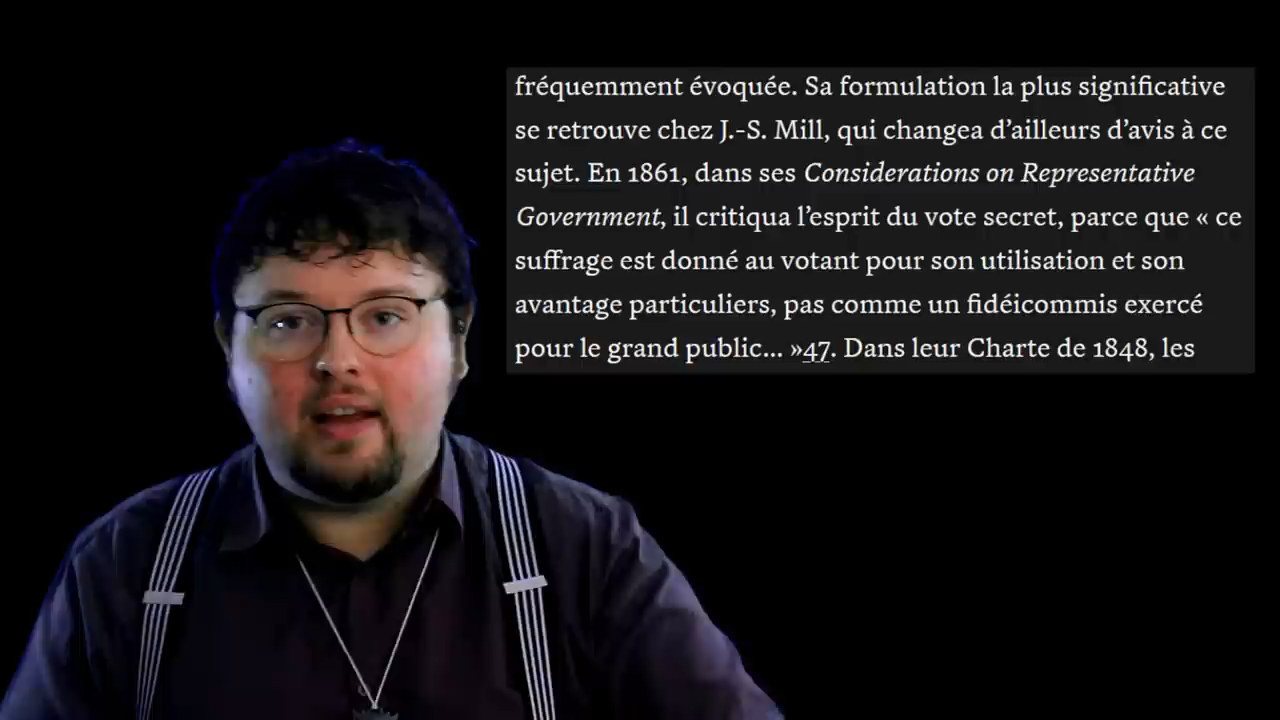 fréquemment évoquée. Sa formulation la plus significative
se retrouve chez J.-S. Mill, qui changea d’ailleurs d’avis à ce
sujet. En 1861, dans ses Considerations on Representative
Government, il critiqua l’esprit du vote secret, parce que « ce
suffrage est donné au votant pour son utilisation et son
avantage particuliers, pas comme un fidéicommis exercé
pour le grand public... »47. Dans leur Charte de 1848, les